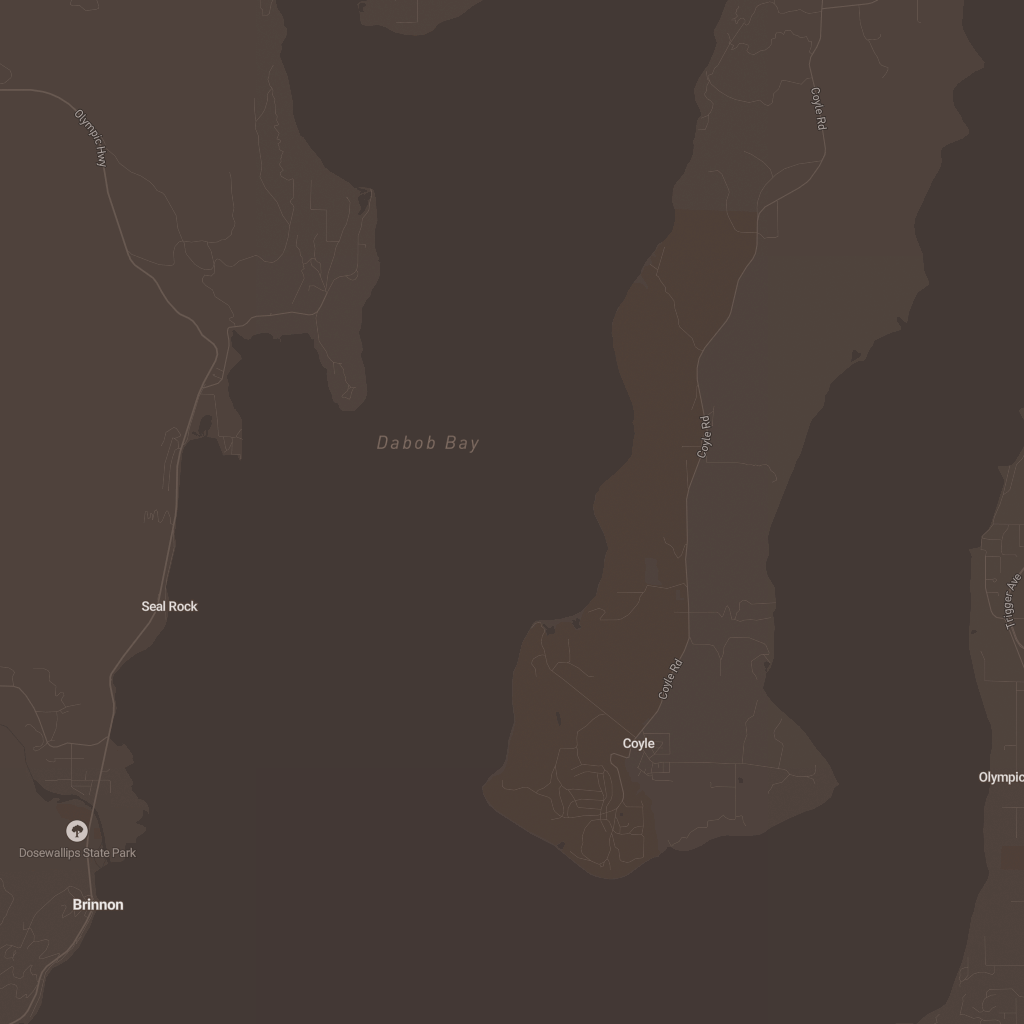 Coyle Rd
Olympic Hwy
Dabob Bay
Coyle Rd
Seal Rock
Trigger Ave
Coyle Rd
Coyle
Olympic
Dosewallips State Park
Brinnon